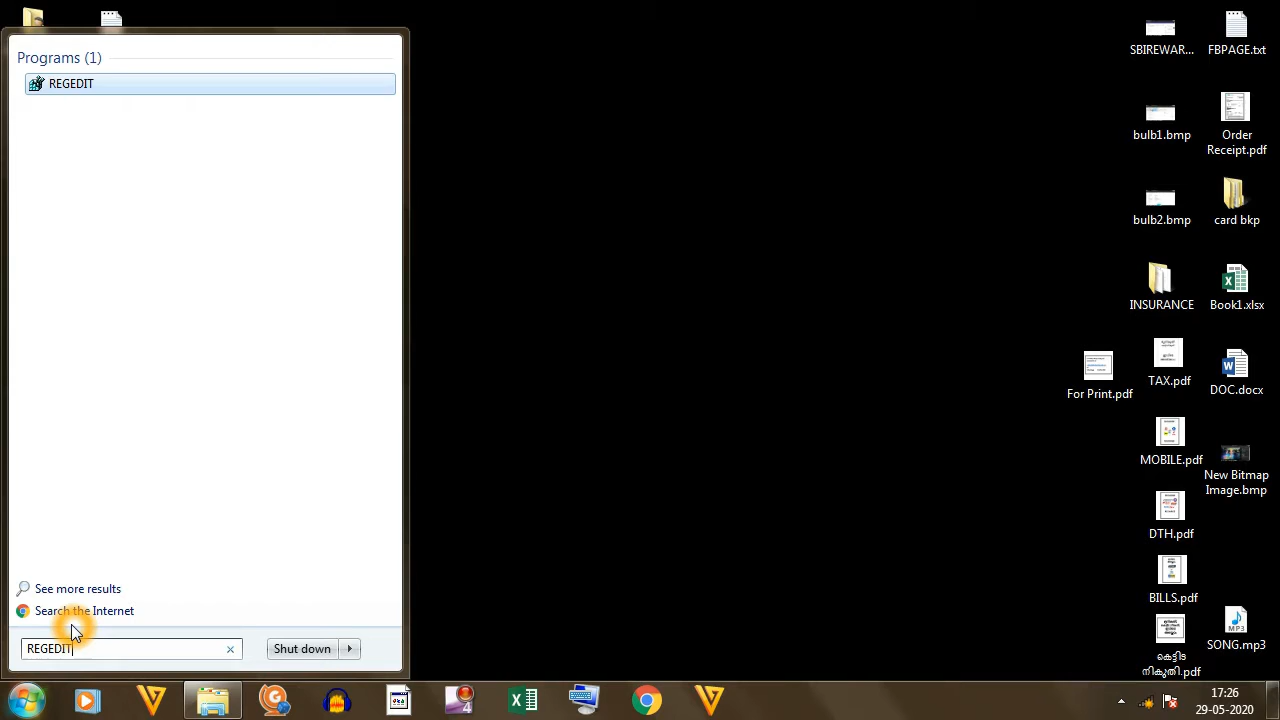 Programs (1)
REGEDIT
See more results
Search the Internet
REGEDIT
Shut down
SBIREWAR...
FBPAGE.txt
bulb1.bmp
Order
Receipt.pdf
bulb2.bmp
card bkp
INSURANCE
Book1.xlsx
For Print.pdf
TAX.pdf
DOC.docx
MOBILE.pdf
New Bitmap
Image.bmp
DTH.pdf
BILLS.pdf
കെട്ടിട
നികുതി.pdf
SONG.mp3
17:26
29-05-2020